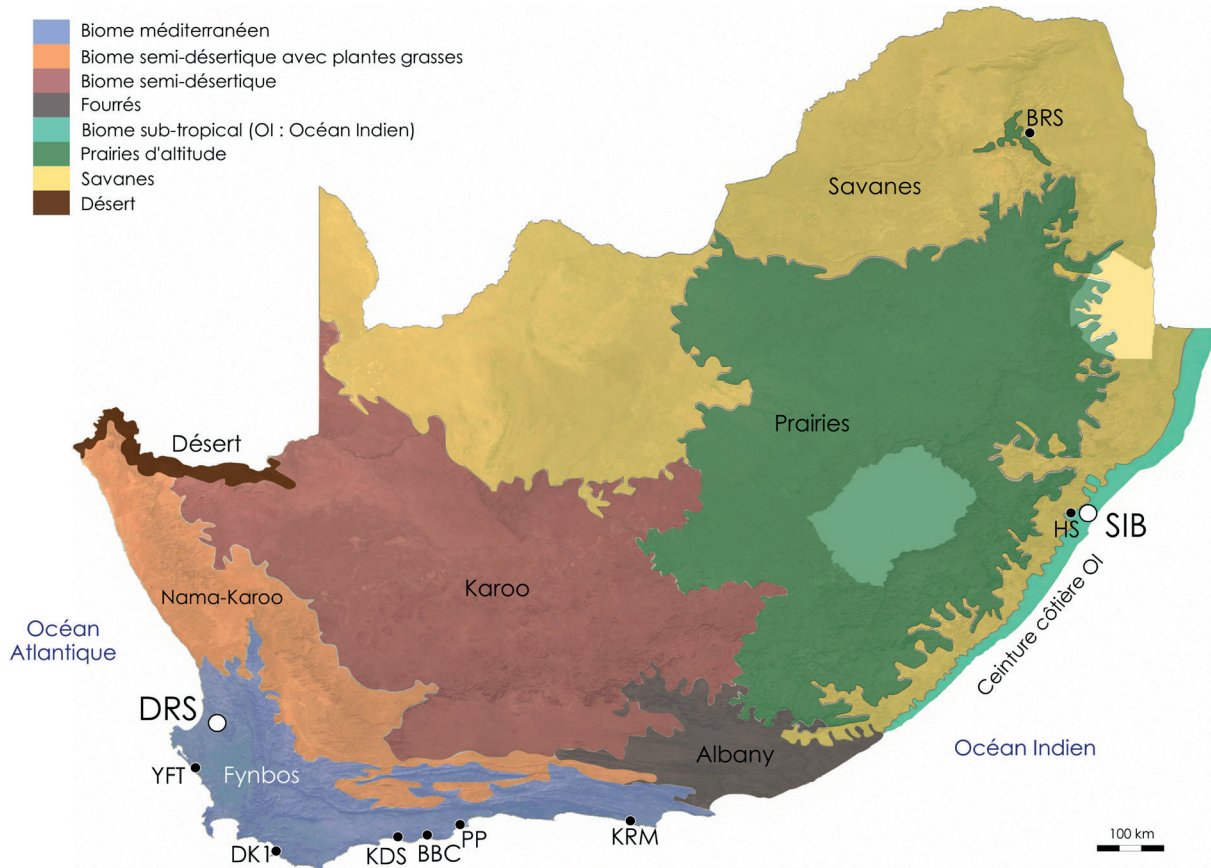 Biome méditerranéen
Biome semi-désertique avec plantes grasses
Biome semi-désertique
Fourrés
Biome sub-tropical (OI : Océan Indien)
Prairies d'altitude
Savanes
Désert
BRS
Savanes
Prairies
Désert
HS
SIB
Karoo
Nama-Karoo
Océan
Atlantique
Ceinture côtière OI
DRS
Albany
Océan Indien
YFT
Fynbos
KRM
PP
BBC
KDS
DK1
100 km